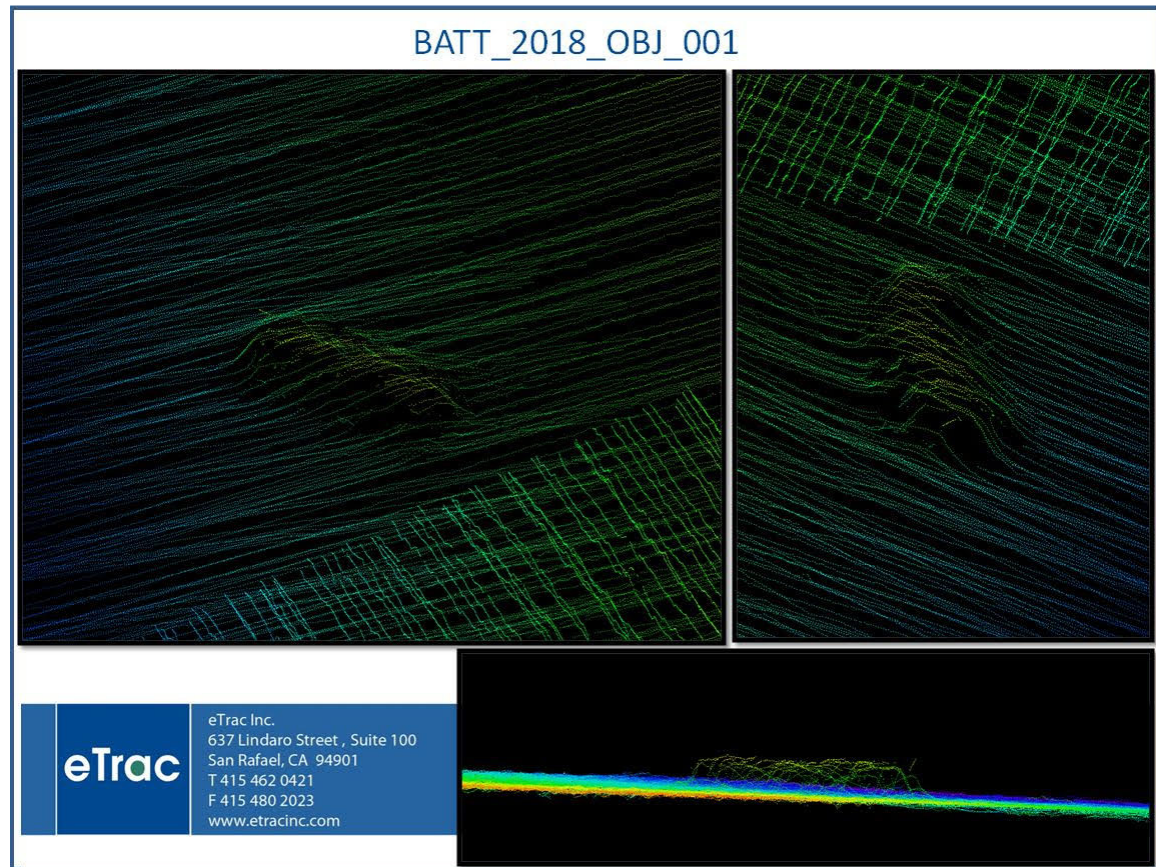 BATT_2018_OBJ_001
eTrac
eTrac Inc.
637 Lindaro Street , Suite 100
San Rafael, CA  94901
T 415 462 0421
F 415 480 2023
www.etracinc.com